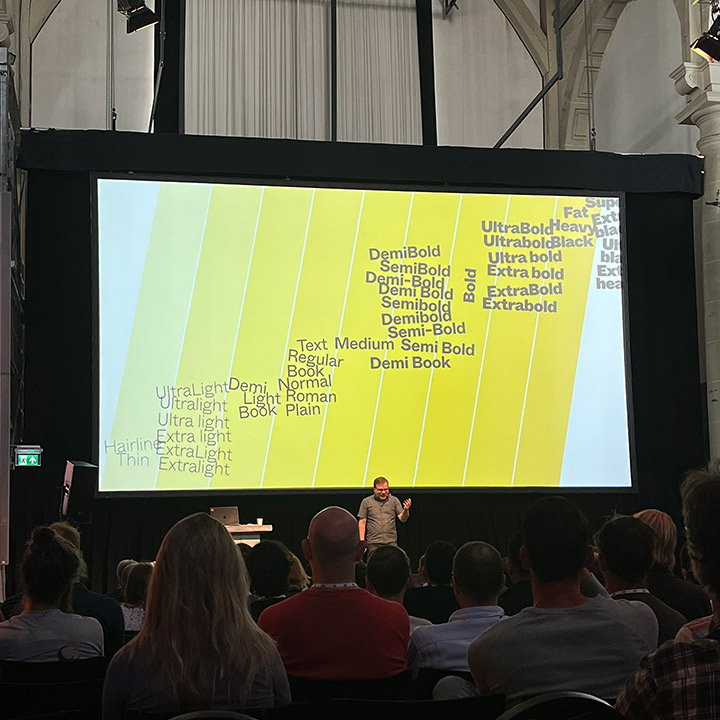 Hairline
Thin
UltraLight
Ultralight
Ultra light
Extra light
ExtraLight
Extralight
Demi
Light
Book
Text
Regular
Book
Normal
Roman
Plain
Medium
DemiBold
SemiBold
Demi-Bold
Demi Bold
Semibold
Demibold
Semi-Bold
Semi Bold
Demi Book
Bold
UltraBold
Ultrabold
Ultra bold
Extra bold
ExtraBold
Extrabold
Fat
Heavy
Black